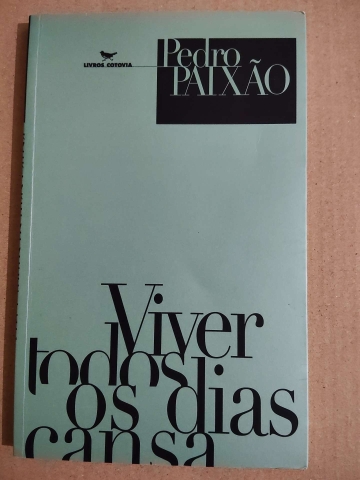 LIVROS COTOVIA
Pedro
PAIXÃO
Viver
todos
os dias
cansa